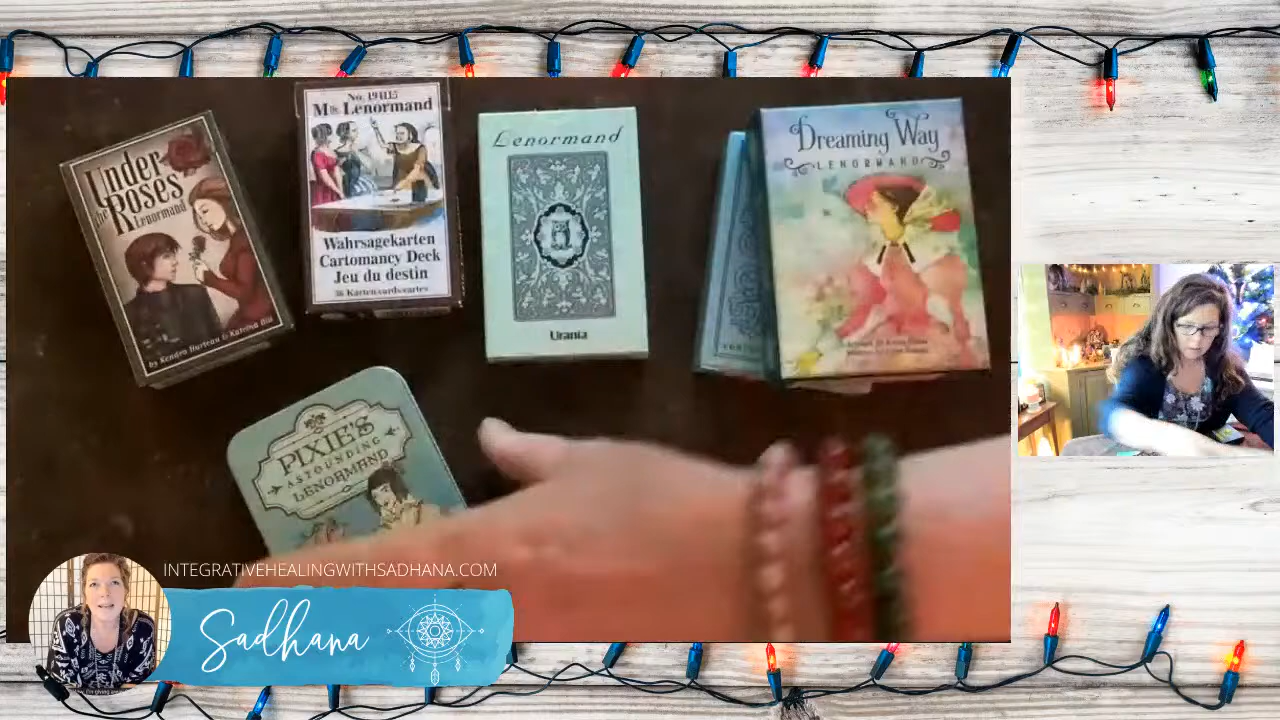 Under
the
Roses
Lenormand
by Kendra Hurteau & Katrina Hill
No. 194115
Mlle Lenormand
Wahrsagekarten
Cartomancy Deck
Jeu du destin
36 Karten/cards/cartes
Lenormand
Urania
Dreaming Way
LENORMAND
PIXIE'S
ASTOUNDING
LENORMAND
INTEGRATIVEHEALINGWITHSADHANA.COM
Sadhana